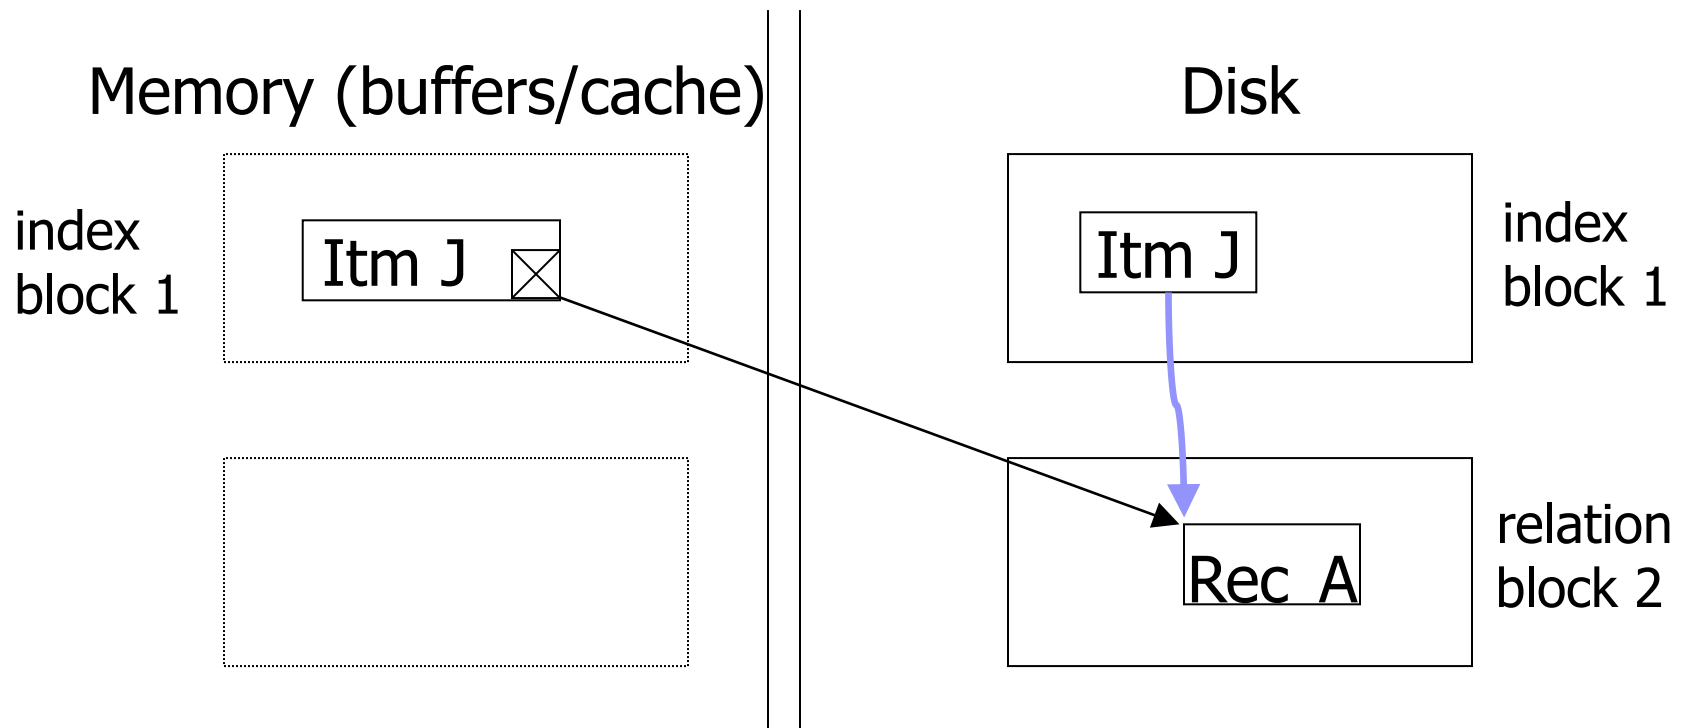 Memory (buffers/cache)
Disk
index
block 1
Itm J
Itm J
index
block 1
Rec A
relation
block 2